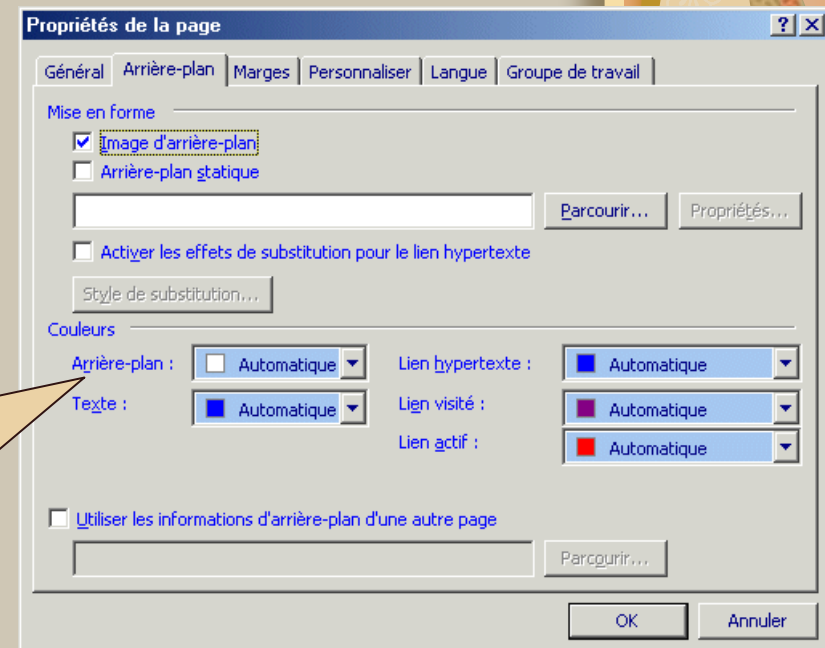 Propriétés de la page
Général Arrière-plan Marges Personnaliser Langue Groupe de travail
Mise en forme
Image d'arrière-plan
Arrière-plan statique
Parcourir... Propriétés...
Activer les effets de substitution pour le lien hypertexte
Style de substitution...
Couleurs
Arrière-plan : Automatique Lien hypertexte : Automatique
Texte : Automatique Lien visité : Automatique
Lien actif : Automatique
Utiliser les informations d'arrière-plan d'une autre page
Parcourir...
OK Annuler